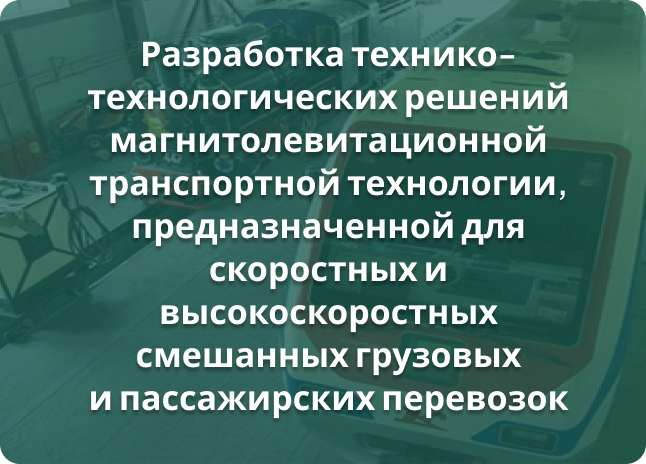 Разработка технико-
технологических решений
магнитолевитационной
транспортной технологии,
предназначенной для
скоростных и
высокоскоростных
смешанных грузовых
и пассажирских перевозок